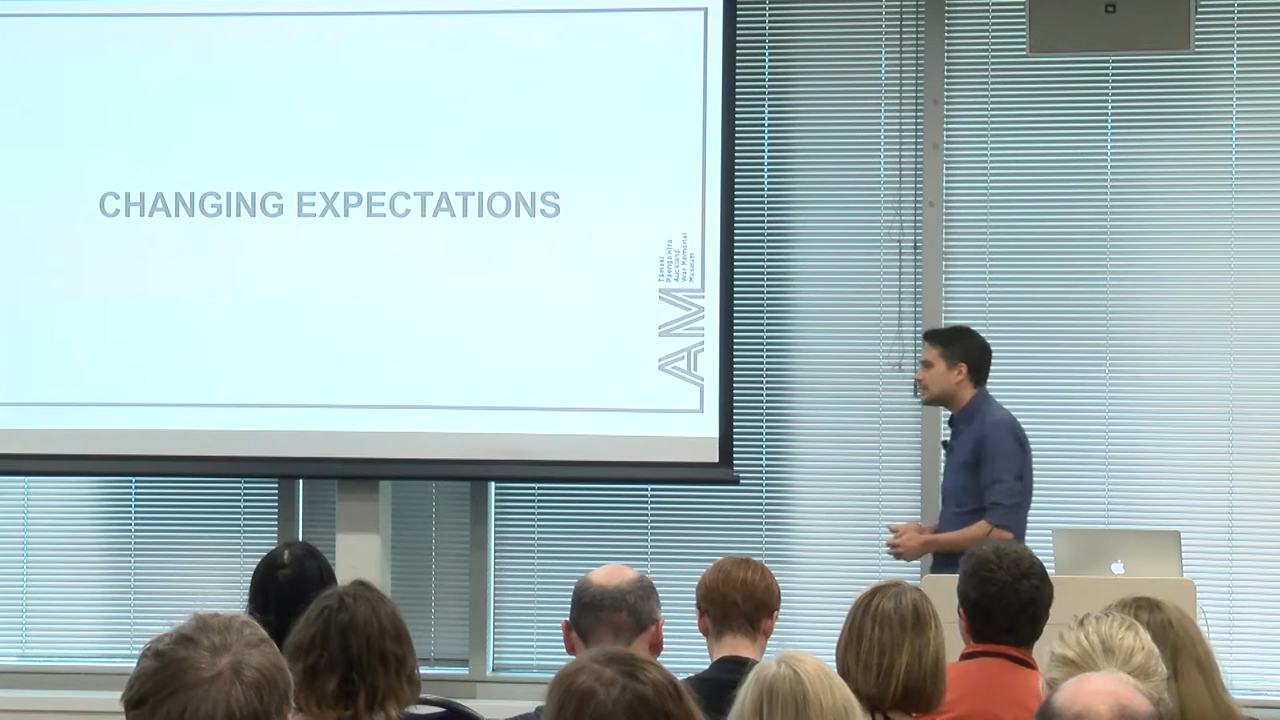 CHANGING EXPECTATIONS
Tāmaki
Paenga Hira
Auckland
War Memorial
Museum
AM